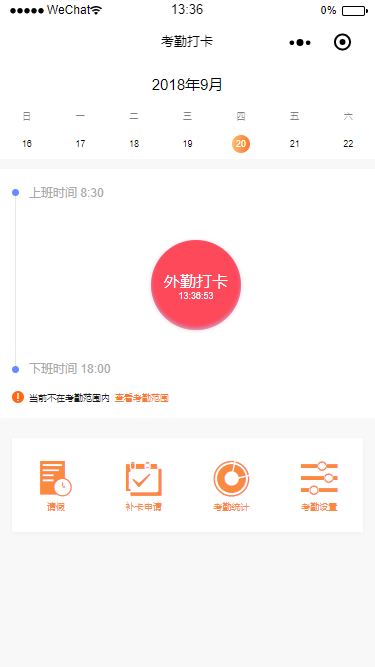 WeChat 13:36 0%
考勤打卡
2018年9月
日 一 二 三 四 五 六
16 17 18 19 20 21 22
上班时间 8:30
外勤打卡
13:36:53
下班时间 18:00
当前不在考勤范围内 查看考勤范围
请假 补卡申请 考勤统计 考勤设置